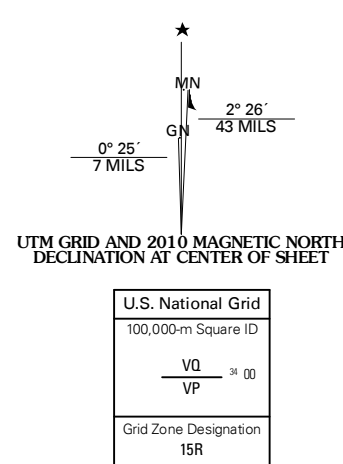 ★
MN
GN
2° 26´
43 MILS
0° 25´
7 MILS
UTM GRID AND 2010 MAGNETIC NORTH
DECLINATION AT CENTER OF SHEET
U.S. National Grid
100,000-m Square ID
VQ
VP
34 00
Grid Zone Designation
15R